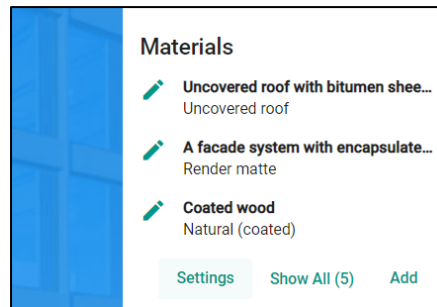 Materials
Uncovered roof with bitumen shee...
Uncovered roof
A facade system with encapsulate...
Render matte
Coated wood
Natural (coated)
Settings Show All (5) Add